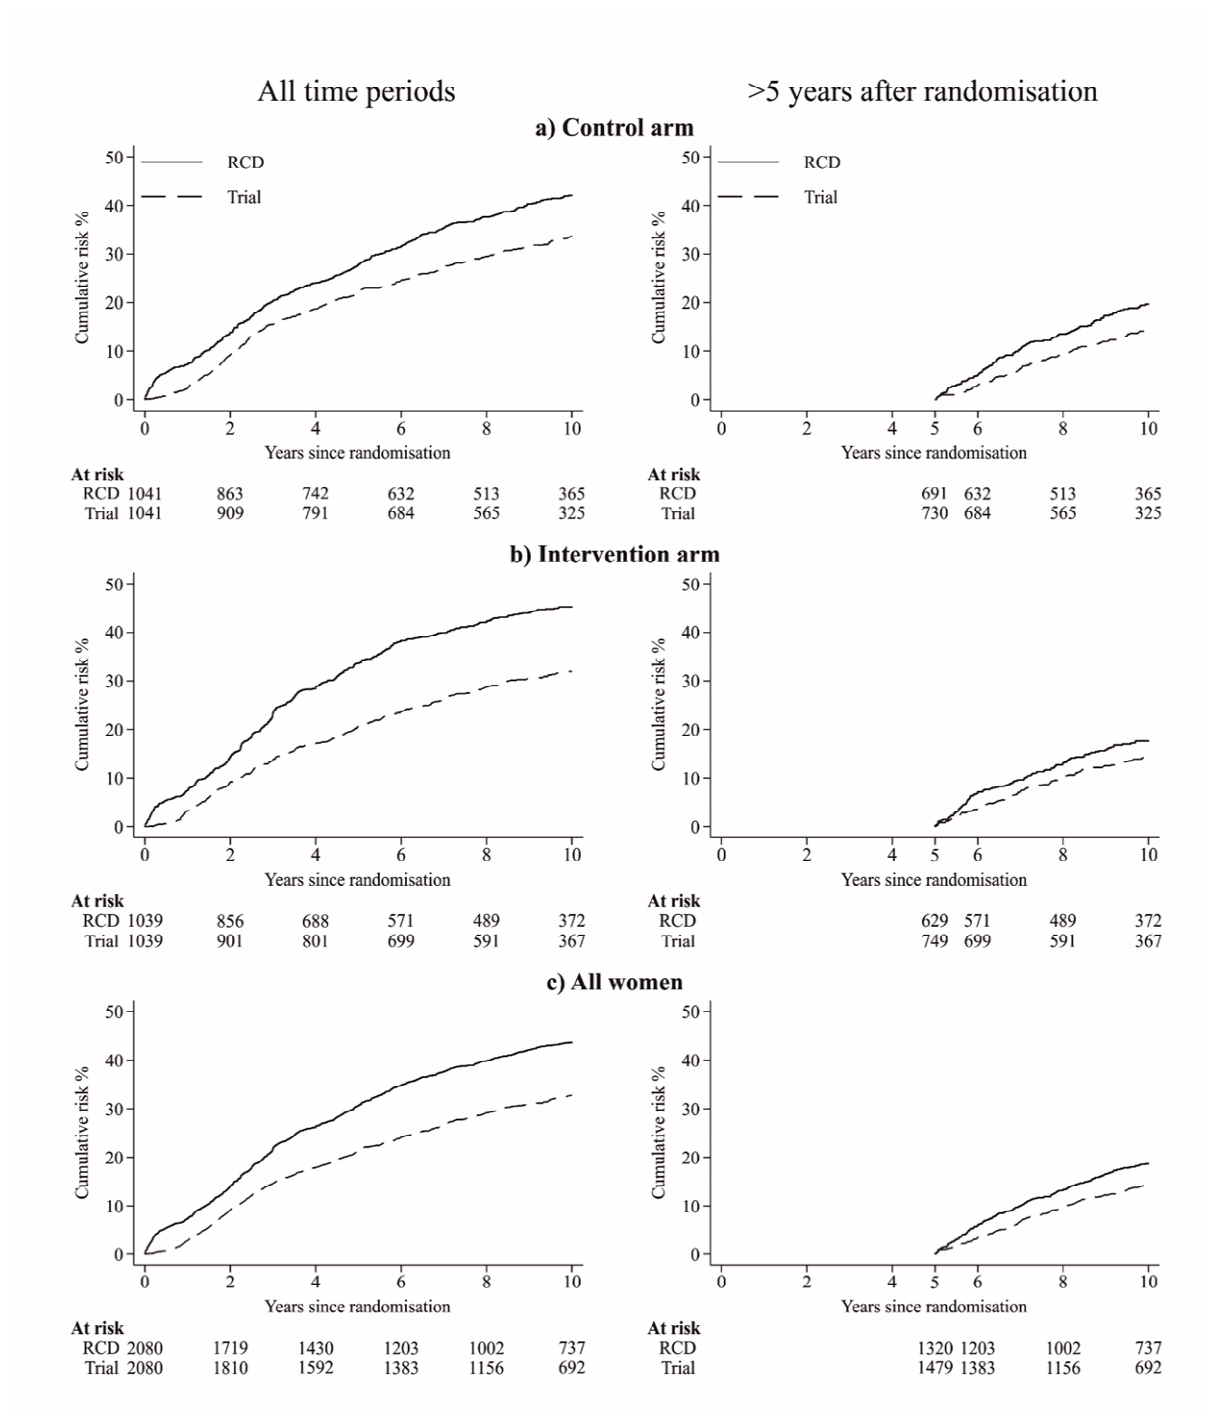 All time periods >5 years after randomisation
a) Control arm
50 50
RCD RCD
40 Trial 40 Trial
Cumulative risk % Cumulative risk %
30 30
20 20
10 10
0 0
0 2 4 6 8 10 0 2 4 5 6 8 10
Years since randomisation Years since randomisation
At risk At risk
RCD 1041 863 742 632 513 365 RCD 691 632 513 365
Trial 1041 909 791 684 565 325 Trial 730 684 565 325
b) Intervention arm
50 50
40 40
Cumulative risk % Cumulative risk %
30 30
20 20
10 10
0 0
0 2 4 6 8 10 0 2 4 5 6 8 10
Years since randomisation Years since randomisation
At risk At risk
RCD 1039 856 688 571 489 372 RCD 629 571 489 372
Trial 1039 901 801 699 591 367 Trial 749 699 591 367
c) All women
50 50
40 40
Cumulative risk % Cumulative risk %
30 30
20 20
10 10
0 0
0 2 4 6 8 10 0 2 4 5 6 8 10
Years since randomisation Years since randomisation
At risk At risk
RCD 2080 1719 1430 1203 1002 737 RCD 1320 1203 1002 737
Trial 2080 1810 1592 1383 1156 692 Trial 1479 1383 1156 692